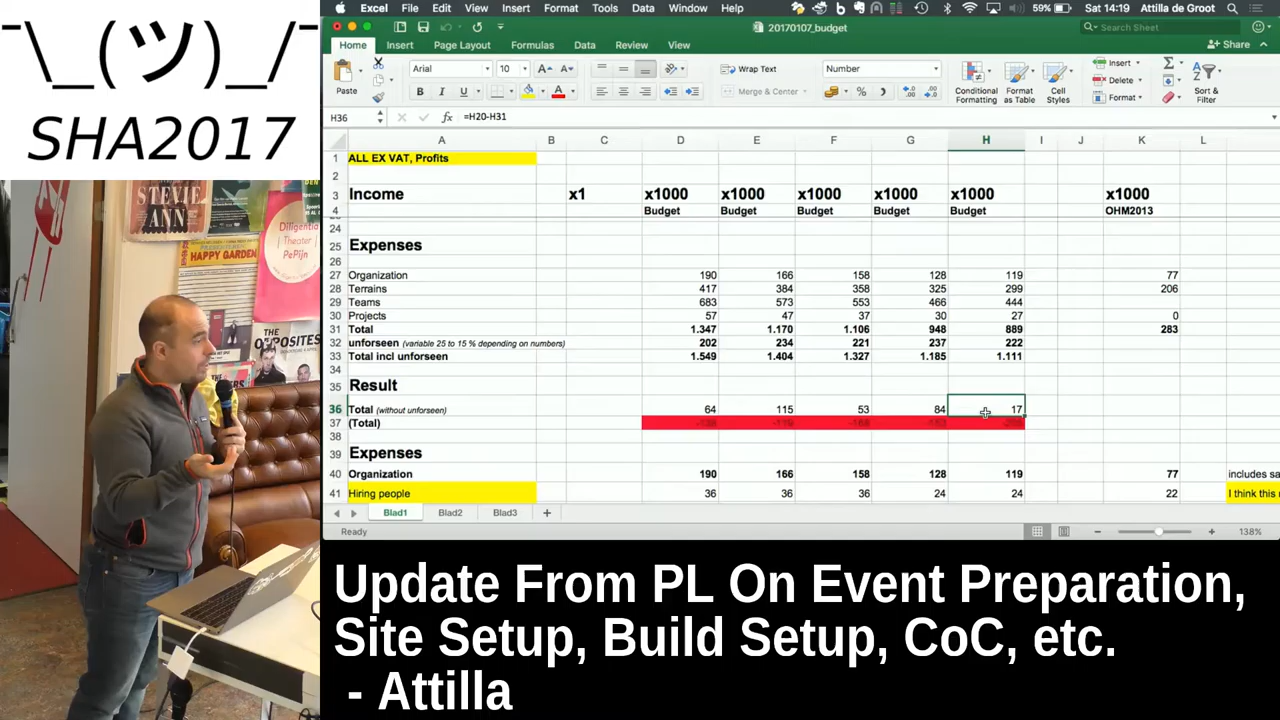 ¯\_(ツ)_/¯
SHA2017
STEVIE
ANN
HAPPY GARDEN
Diligentia
Theater
PePijn
THE
OPPOSITES
Excel File Edit View Insert Format Tools Data Window Help 59% Sat 14:19 Attilla de Groot
20170107_budget
Search Sheet
Home Insert Page Layout Formulas Data Review View Share
Paste Arial 10 A A Wrap Text Number Insert
B I U A Merge & Center % Conditional Formatting Format as Table Cell Styles Delete Format Sort & Filter
H36 fx =H20-H31
A B C D E F G H I J K L
1 ALL EX VAT, Profits
2
3 Income x1 x1000 x1000 x1000 x1000 x1000 x1000
4 Budget Budget Budget Budget Budget OHM2013
24
25 Expenses
26
27 Organization 190 166 158 128 119 77
28 Terrains 417 384 358 325 299 206
29 Teams 683 573 553 466 444
30 Projects 57 47 37 30 27 0
31 Total 1.347 1.170 1.106 948 889 283
32 unforseen (variable 25 to 15 % depending on numbers) 202 234 221 237 222
33 Total incl unforseen 1.549 1.404 1.327 1.185 1.111
34
35 Result
36 Total (without unforseen) 64 115 53 84 17
37 (Total)
38
39 Expenses
40 Organization 190 166 158 128 119 77 includes sa
41 Hiring people 36 36 36 24 24 22 I think this
Blad1 Blad2 Blad3 +
Ready 138%
Update From PL On Event Preparation,
Site Setup, Build Setup, CoC, etc.
- Attilla